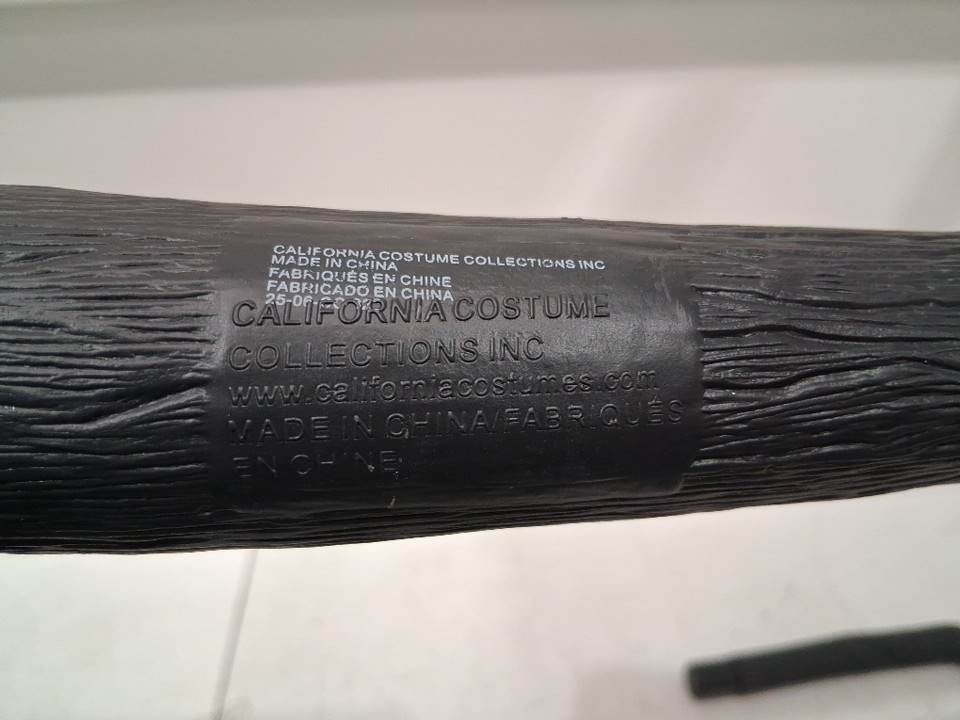 CALIFORNIA COSTUME COLLECTIONS INC
MADE IN CHINA
FABRIQUÉS EN CHINE
FABRICADO EN CHINA
CALIFORNIA COSTUME
COLLECTIONS INC
www.californiacostumes.com
MADE IN CHINA/FABRIQUÉS
EN CHINE